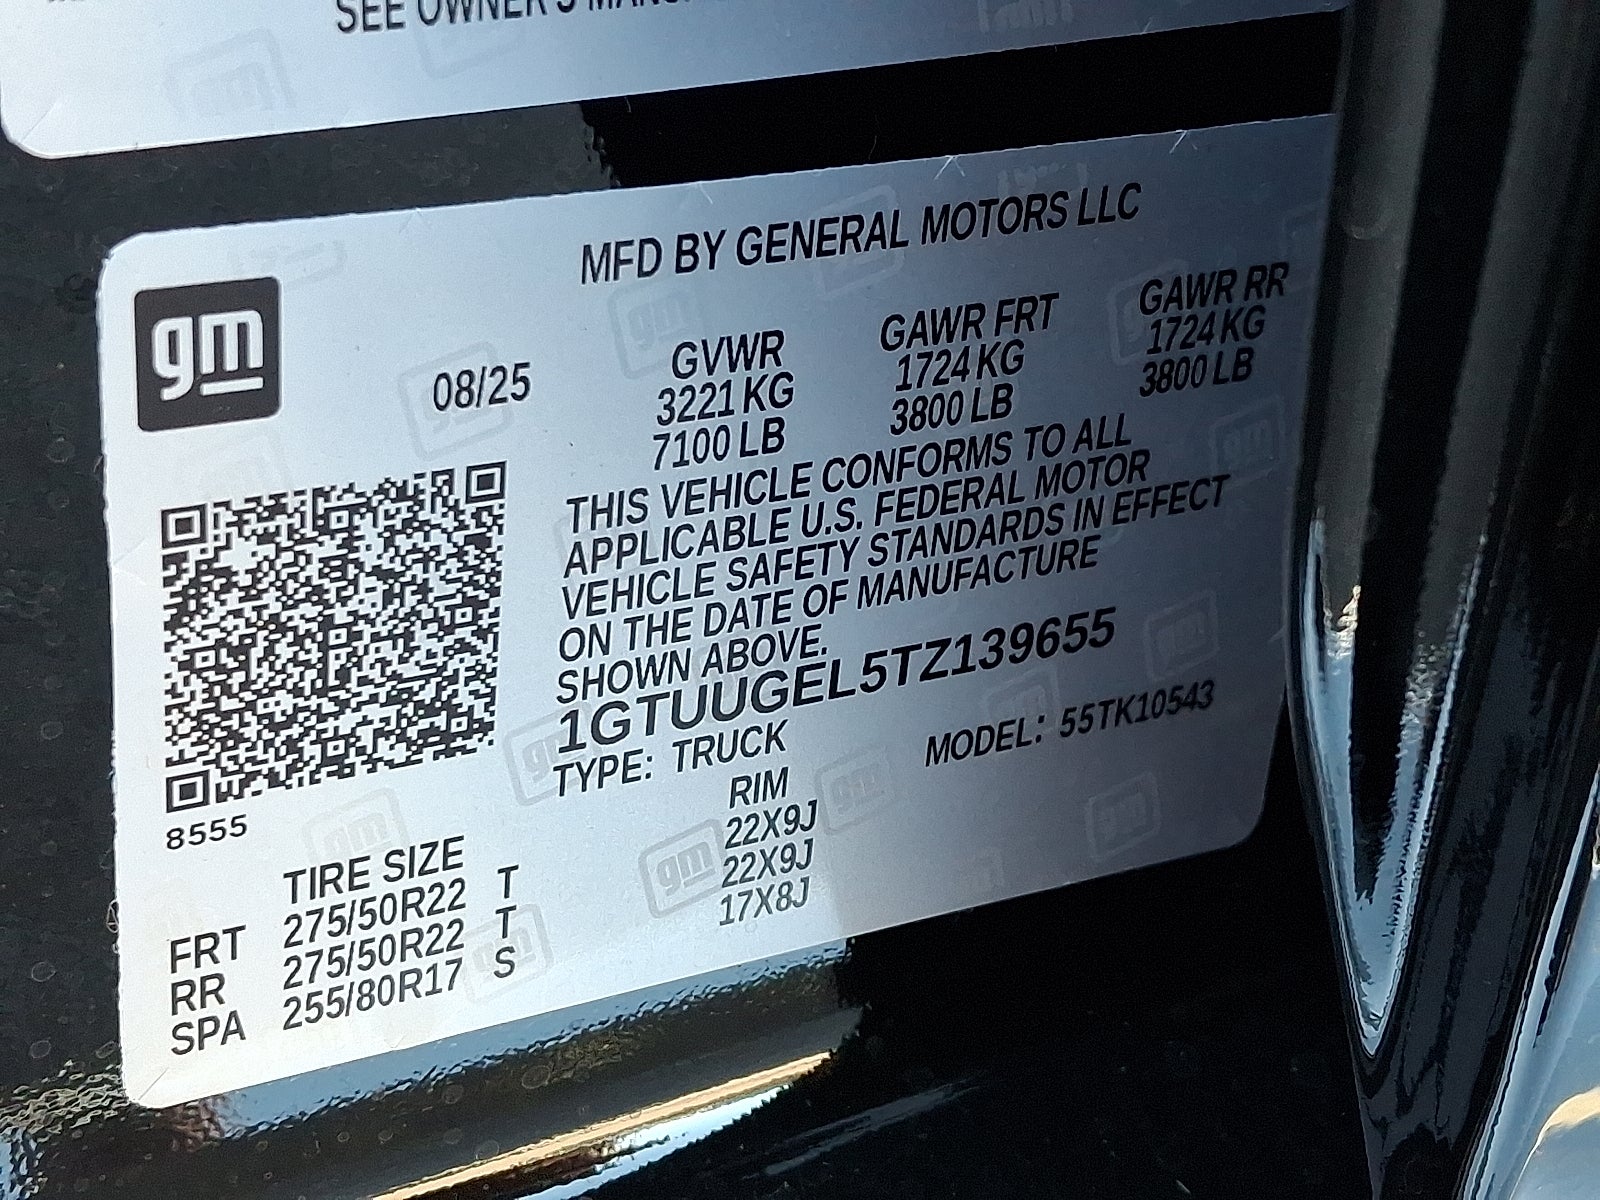 SEE OWNER'S
gm
MFD BY GENERAL MOTORS LLC
08/25
GVWR
3221 KG
7100 LB
GAWR FRT
1724 KG
3800 LB
GAWR RR
1724 KG
3800 LB
THIS VEHICLE CONFORMS TO ALL
APPLICABLE U.S. FEDERAL MOTOR
VEHICLE SAFETY STANDARDS IN EFFECT
ON THE DATE OF MANUFACTURE
SHOWN ABOVE.
1GTUUGEL5TZ139655
TYPE: TRUCK MODEL: 55TK10543
8555
TIRE SIZE RIM
FRT 275/50R22 T 22X9J
RR 275/50R22 T 22X9J
SPA 255/80R17 S 17X8J